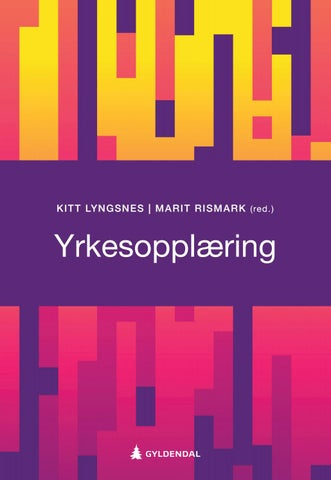 KITT LYNGSNES | MARIT RISMARK (red.)
Yrkesopplæring
GYLDENDAL